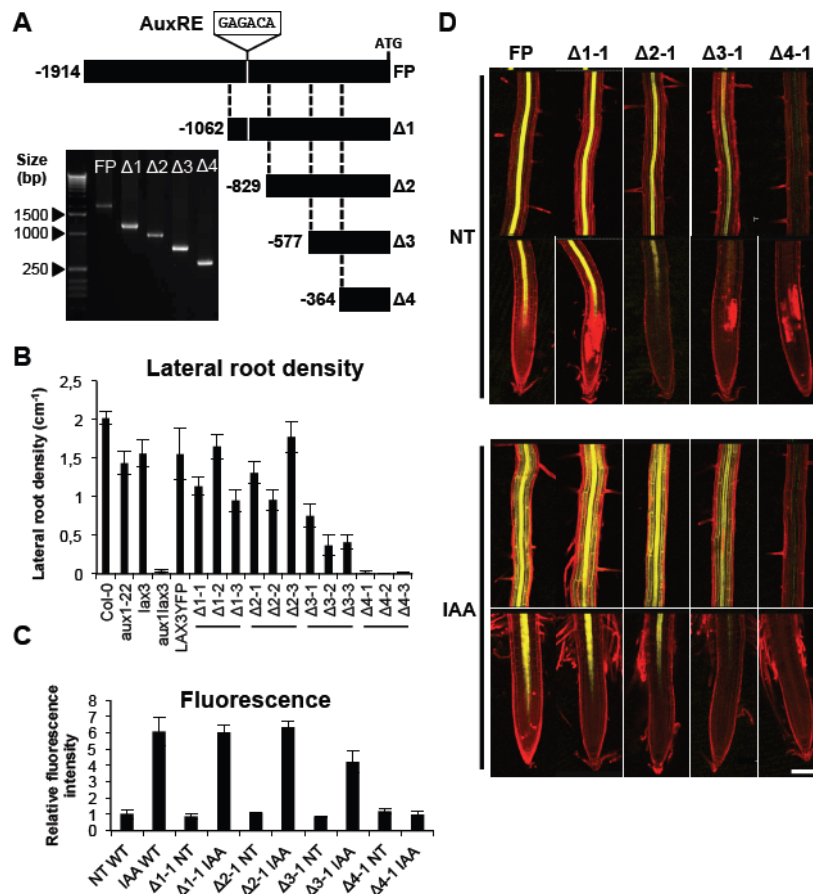 A
AuxRE
GAGACA
ATG
-1914
FP
-1062
Δ1
-829
Δ2
-577
Δ3
-364
Δ4
Size
(bp)
FP Δ1 Δ2 Δ3 Δ4
1500
1000
250
B
Lateral root density
Lateral root density (cm-1)
2,5
2
1,5
1
0,5
0
Col-0
aux1-22
lax3
aux1lax3
LAX3YFP
Δ1-1
Δ1-2
Δ1-3
Δ2-1
Δ2-2
Δ2-3
Δ3-1
Δ3-2
Δ3-3
Δ4-1
Δ4-2
Δ4-3
C
Fluorescence
Relative fluorescence
intensity
8
7
6
5
4
3
2
1
0
NT WT
IAA WT
Δ1-1 NT
Δ1-1 IAA
Δ2-1 NT
Δ2-1 IAA
Δ3-1 NT
Δ3-1 IAA
Δ4-1 NT
Δ4-1 IAA
D
FP Δ1-1 Δ2-1 Δ3-1 Δ4-1
NT
IAA